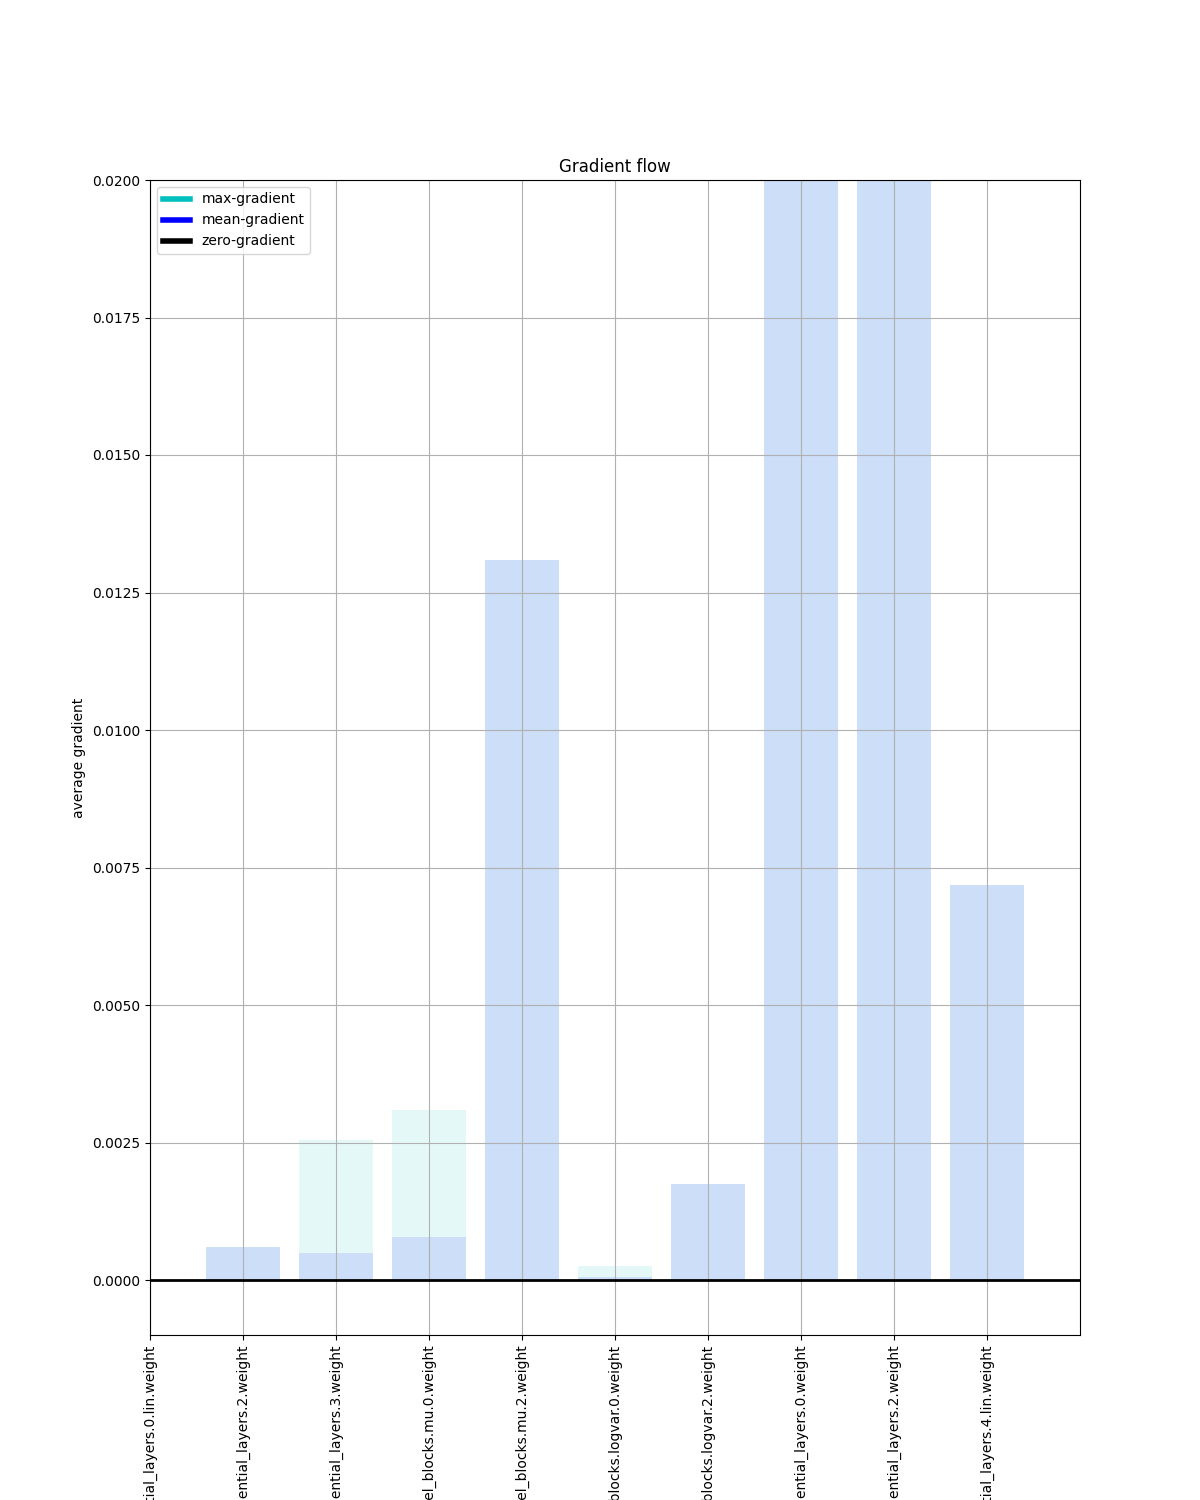 Gradient flow
max-gradient
mean-gradient
zero-gradient
0.0200
0.0175
0.0150
0.0125
0.0100
0.0075
0.0050
0.0025
0.0000
average gradient
tial_layers.0.lin.weight
ential_layers.2.weight
ential_layers.3.weight
el_blocks.mu.0.weight
el_blocks.mu.2.weight
blocks.logvar.0.weight
blocks.logvar.2.weight
ential_layers.0.weight
ential_layers.2.weight
tial_layers.4.lin.weight